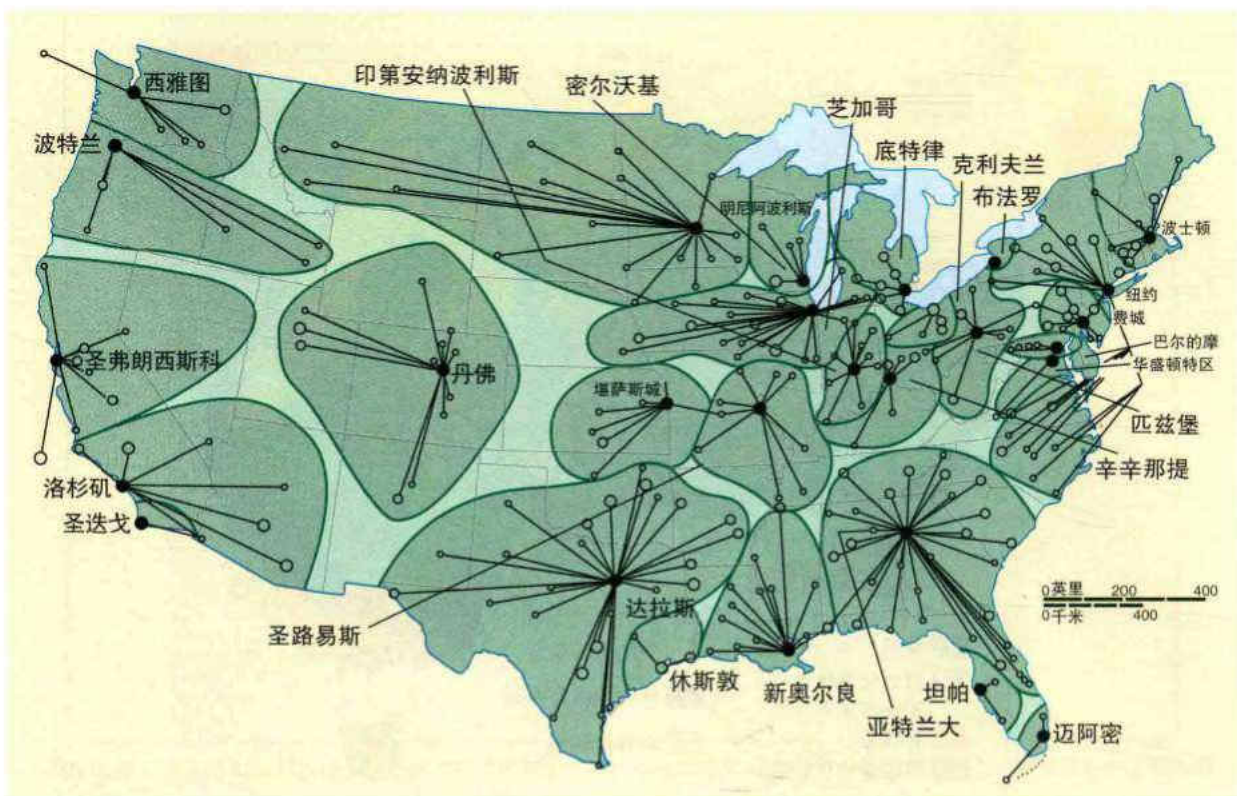 西雅图
印第安纳波利斯
密尔沃基
芝加哥
波特兰
底特律
克利夫兰
布法罗
明尼阿波利斯
波士顿
纽约
费城
巴尔的摩
华盛顿特区
圣弗朗西斯科
丹佛
堪萨斯城
匹兹堡
辛辛那提
洛杉矶
圣迭戈
0英里 200 400
0千米 400
达拉斯
圣路易斯
休斯敦
新奥尔良
坦帕
亚特兰大
迈阿密